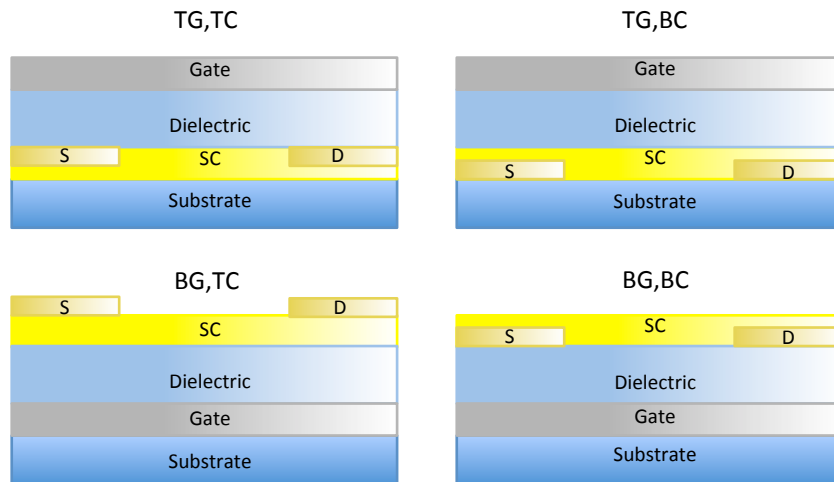 TG,TC
Gate
Dielectric
S
SC
D
Substrate
TG,BC
Gate
Dielectric
SC
S
D
Substrate
BG,TC
S
D
SC
Dielectric
Gate
Substrate
BG,BC
SC
S
D
Dielectric
Gate
Substrate